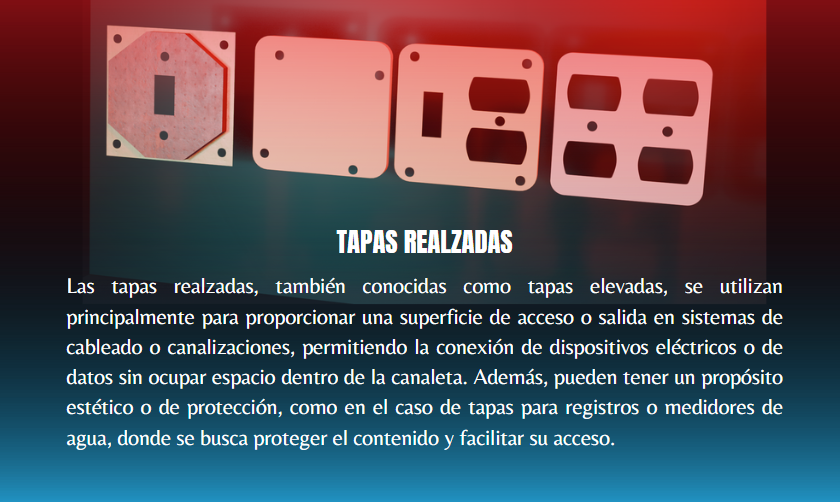 TAPAS REALZADAS
Las tapas realzadas, también conocidas como tapas elevadas, se utilizan
principalmente para proporcionar una superficie de acceso o salida en sistemas de
cableado o canalizaciones, permitiendo la conexión de dispositivos eléctricos o de
datos sin ocupar espacio dentro de la canaleta. Además, pueden tener un propósito
estético o de protección, como en el caso de tapas para registros o medidores de
agua, donde se busca proteger el contenido y facilitar su acceso.